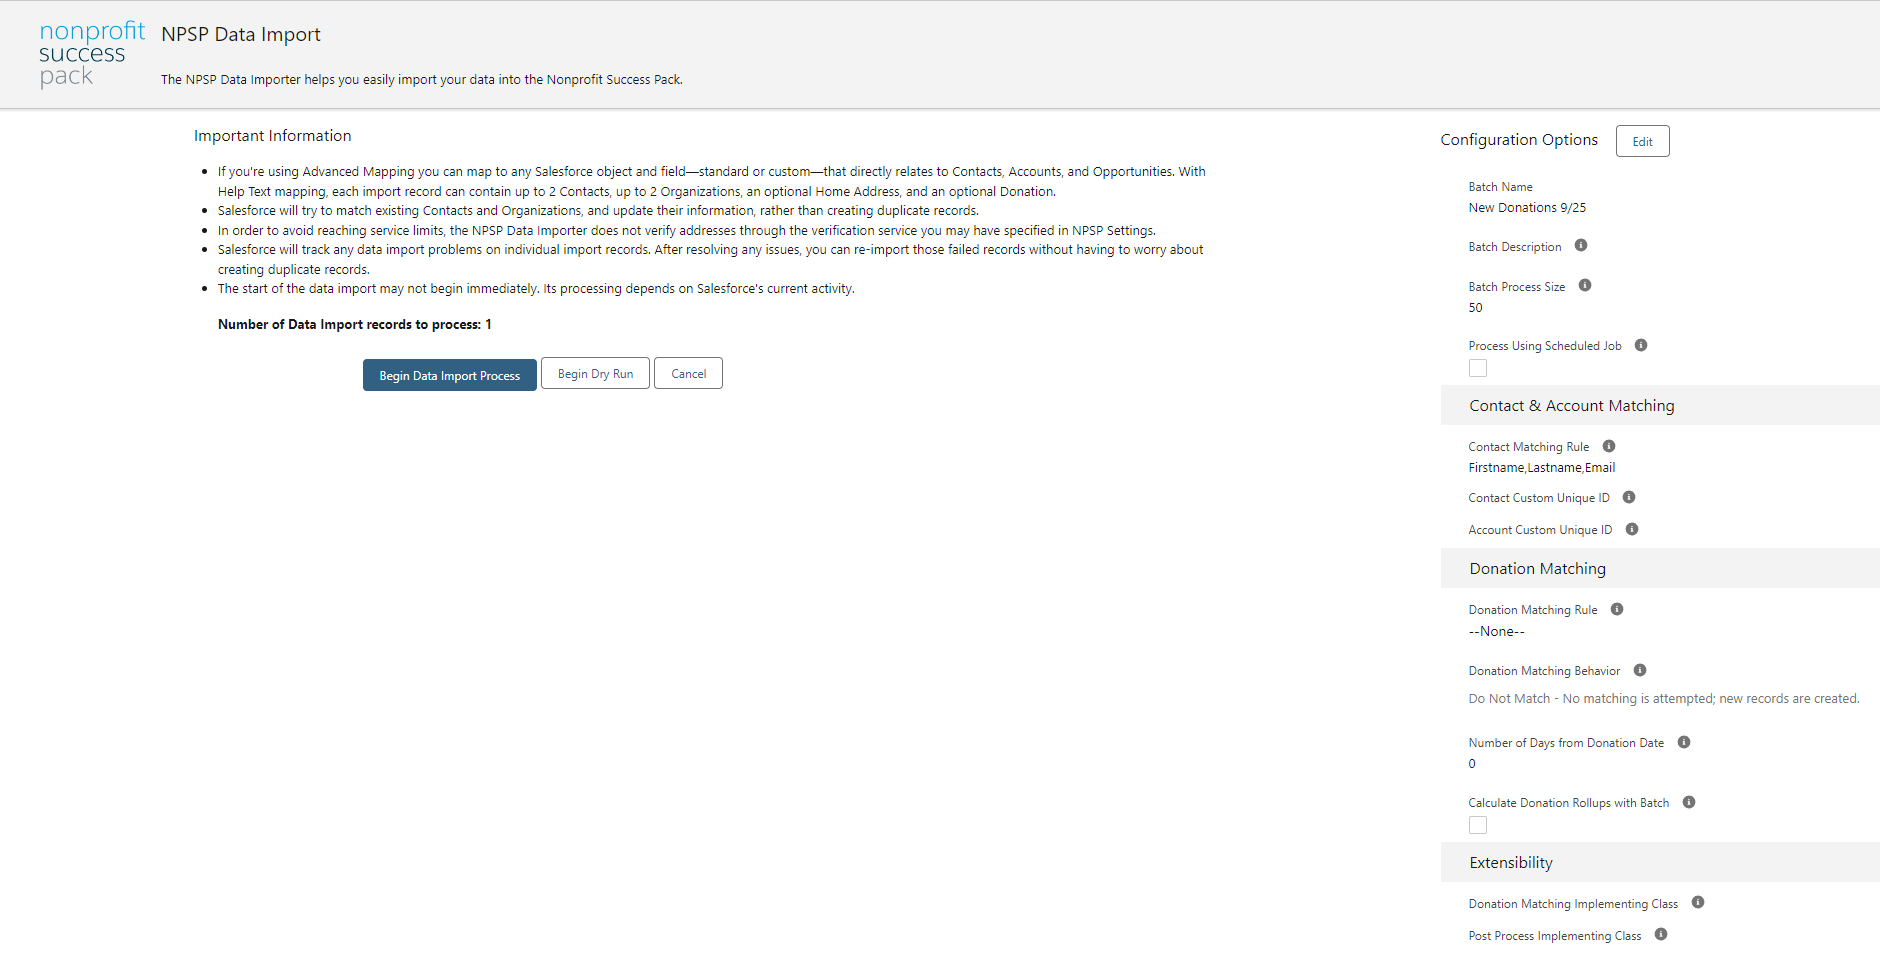 nonprofit
success
pack
NPSP Data Import
The NPSP Data Importer helps you easily import your data into the Nonprofit Success Pack.
Important Information
• If you're using Advanced Mapping you can map to any Salesforce object and field—standard or custom—that directly relates to Contacts, Accounts, and Opportunities. With
Help Text mapping, each import record can contain up to 2 Contacts, up to 2 Organizations, an optional Home Address, and an optional Donation.
• Salesforce will try to match existing Contacts and Organizations, and update their information, rather than creating duplicate records.
• In order to avoid reaching service limits, the NPSP Data Importer does not verify addresses through the verification service you may have specified in NPSP Settings.
• Salesforce will track any data import problems on individual import records. After resolving any issues, you can re-import those failed records without having to worry about
creating duplicate records.
• The start of the data import may not begin immediately. Its processing depends on Salesforce's current activity.
Number of Data Import records to process: 1
Begin Data Import Process
Begin Dry Run
Cancel
Configuration Options
Edit
Batch Name
New Donations 9/25
Batch Description
Batch Process Size
50
Process Using Scheduled Job
Contact & Account Matching
Contact Matching Rule
Firstname,Lastname,Email
Contact Custom Unique ID
Account Custom Unique ID
Donation Matching
Donation Matching Rule
--None--
Donation Matching Behavior
Do Not Match - No matching is attempted; new records are created.
Number of Days from Donation Date
0
Calculate Donation Rollups with Batch
Extensibility
Donation Matching Implementing Class
Post Process Implementing Class